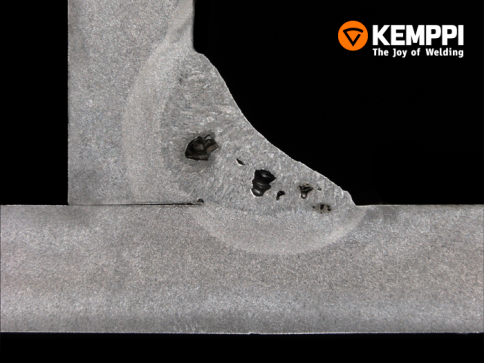 KEMPPI
The Joy of Welding